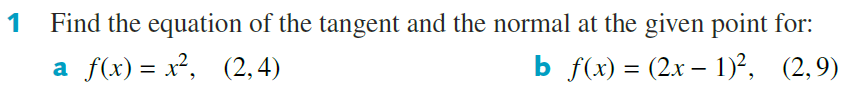 1 Find the equation of the tangent and the normal at the given point for:
a f(x) = x², (2, 4) b f(x) = (2x − 1)², (2, 9)